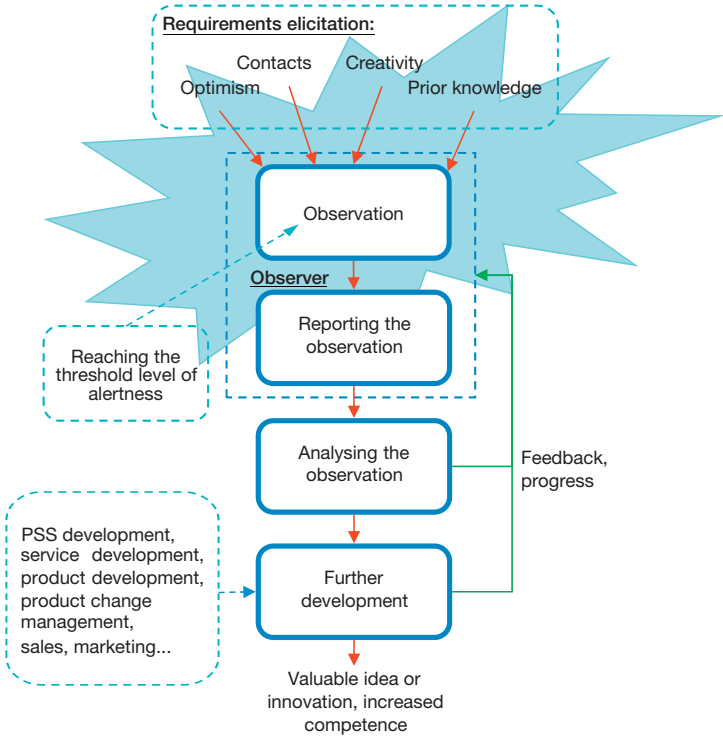 Requirements elicitation:
Contacts
Creativity
Optimism
Prior knowledge
Observation
Observer
Reporting the
observation
Reaching the
threshold level of
alertness
Analysing the
observation
Feedback,
progress
PSS development,
service development,
product development,
product change
management,
sales, marketing...
Further
development
Valuable idea or
innovation, increased
competence